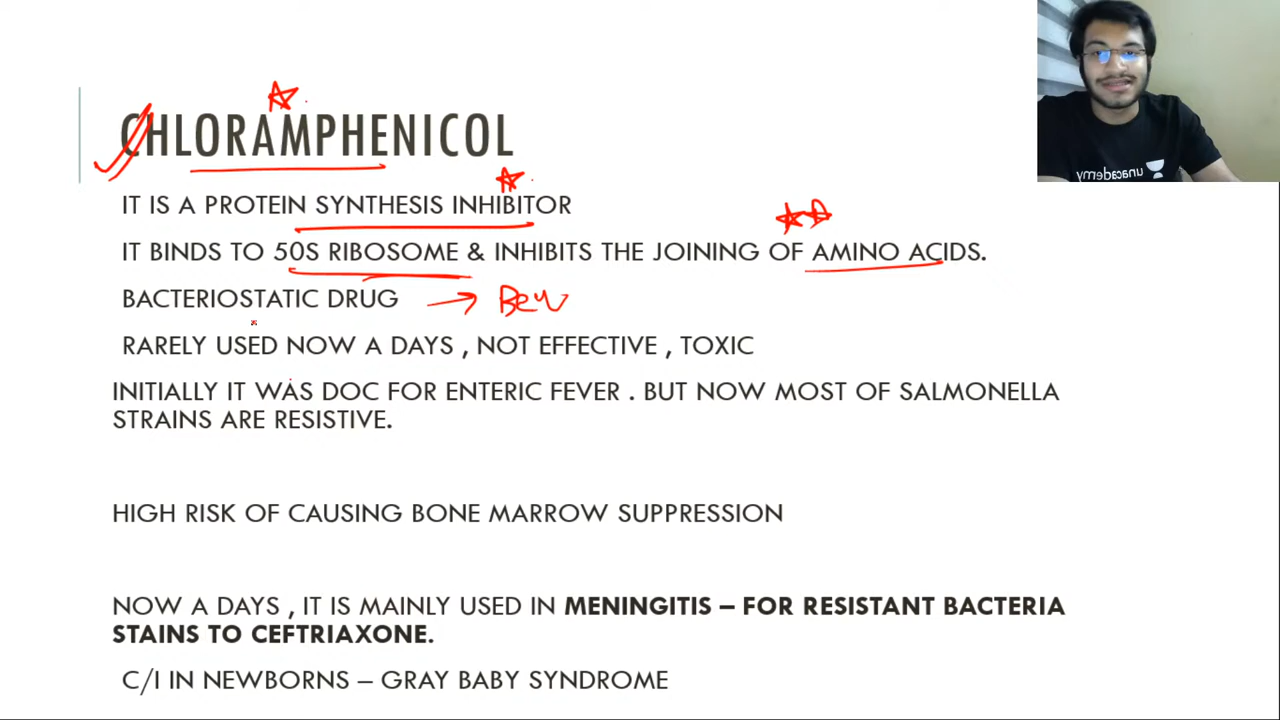 CHLORAMPHENICOL
IT IS A PROTEIN SYNTHESIS INHIBITOR
IT BINDS TO 50S RIBOSOME & INHIBITS THE JOINING OF AMINO ACIDS.
BACTERIOSTATIC DRUG
RARELY USED NOW A DAYS , NOT EFFECTIVE , TOXIC
INITIALLY IT WAS DOC FOR ENTERIC FEVER . BUT NOW MOST OF SALMONELLA
STRAINS ARE RESISTIVE.
HIGH RISK OF CAUSING BONE MARROW SUPPRESSION
NOW A DAYS , IT IS MAINLY USED IN MENINGITIS – FOR RESISTANT BACTERIA
STAINS TO CEFTRIAXONE.
C/I IN NEWBORNS – GRAY BABY SYNDROME
unacademy